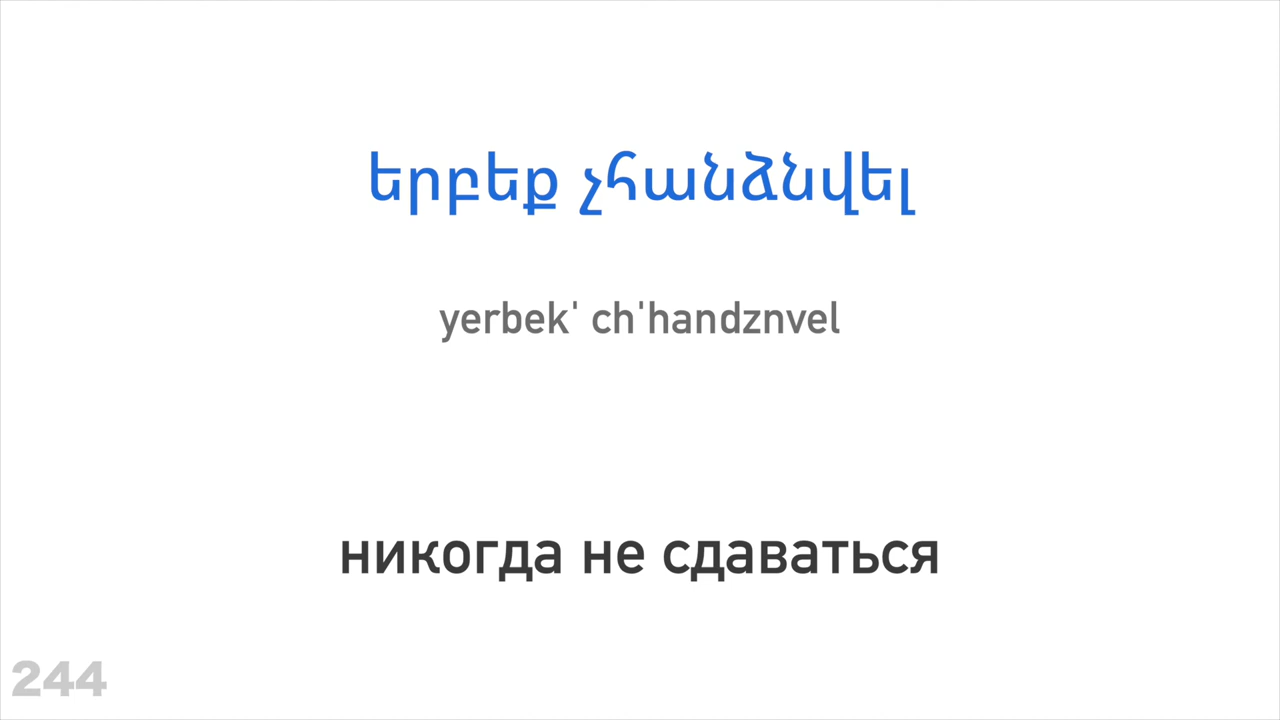 երբեք չհանձնվել
yerbek' ch'handznvel
никогда не сдаваться
244